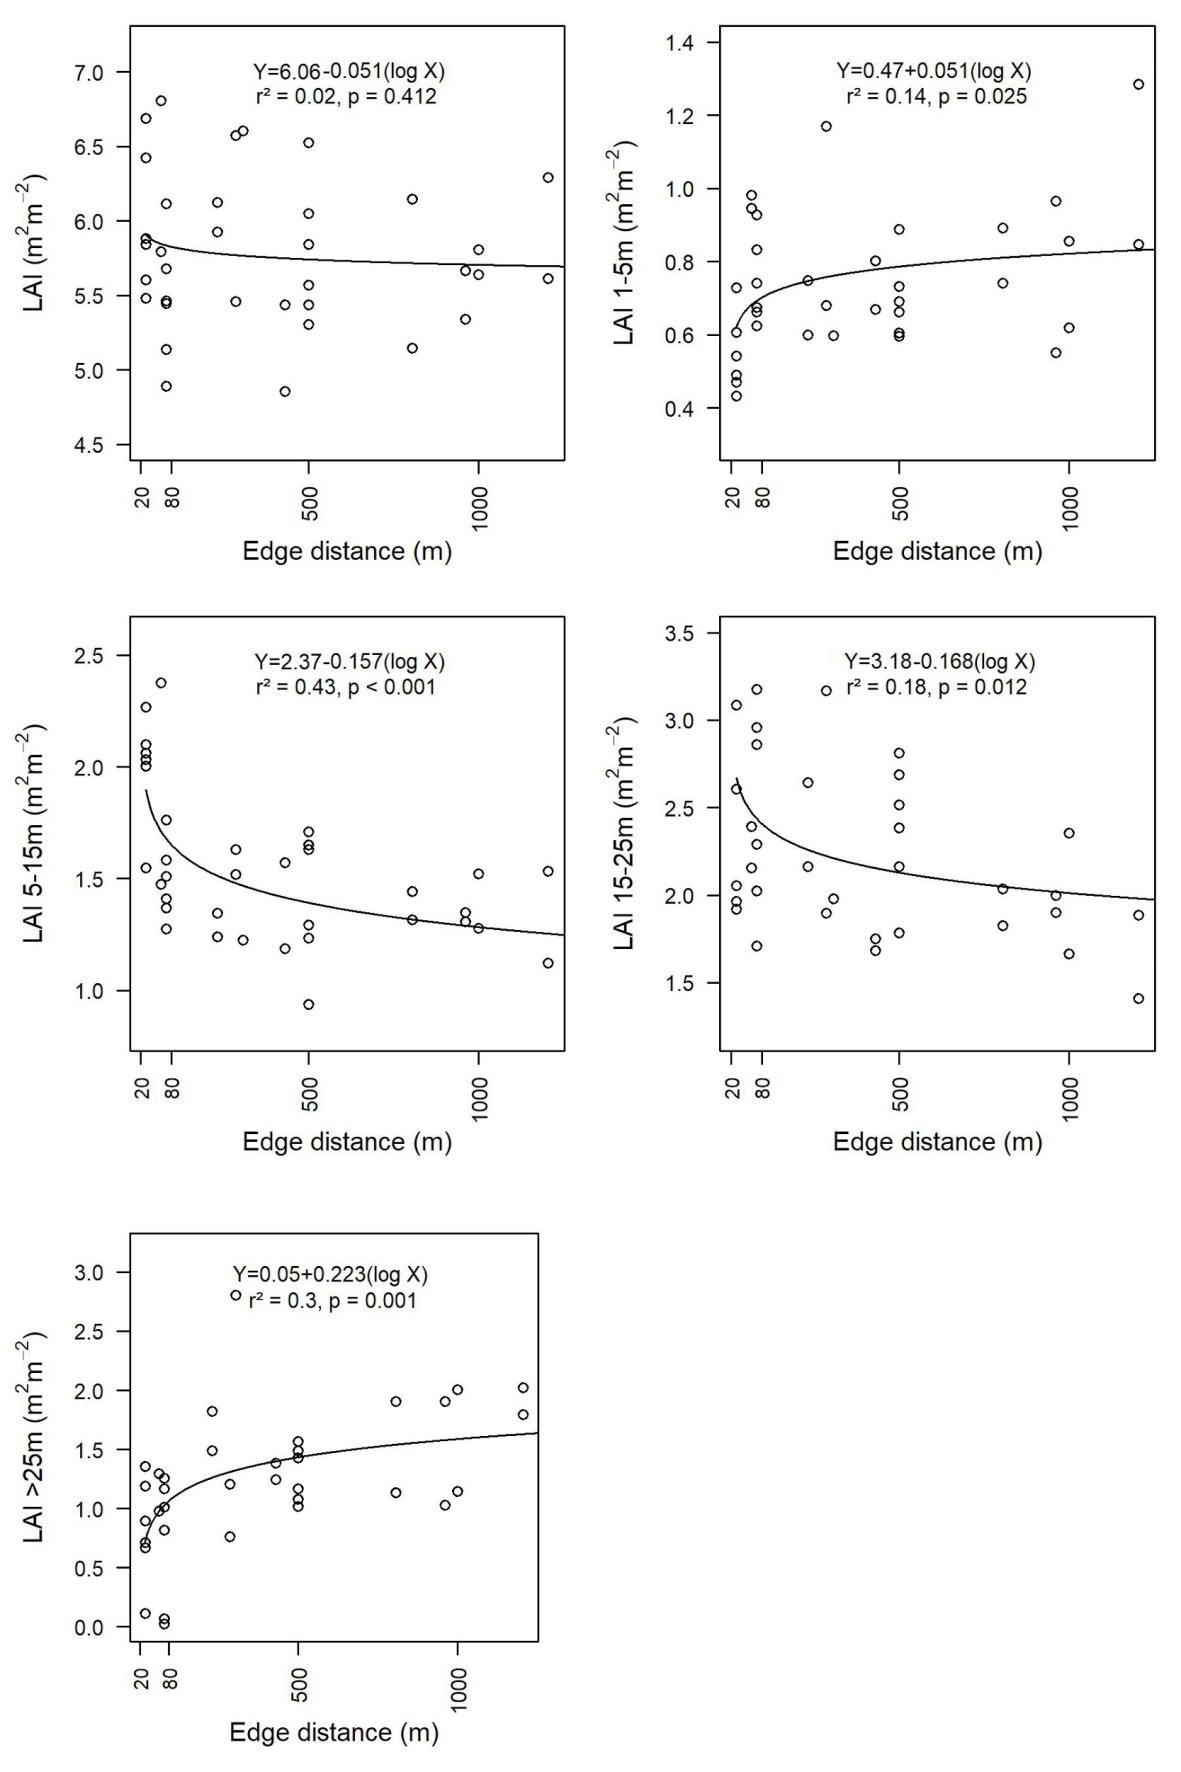 Y=6.06-0.051(log X)
r² = 0.02, p = 0.412
LAI (m²m⁻²)
7.0
6.5
6.0
5.5
5.0
4.5
20
80
500
1000
Edge distance (m)
Y=0.47+0.051(log X)
r² = 0.14, p = 0.025
LAI 1-5m (m²m⁻²)
1.4
1.2
1.0
0.8
0.6
0.4
20
80
500
1000
Edge distance (m)
Y=2.37-0.157(log X)
r² = 0.43, p < 0.001
LAI 5-15m (m²m⁻²)
2.5
2.0
1.5
1.0
20
80
500
1000
Edge distance (m)
Y=3.18-0.168(log X)
r² = 0.18, p = 0.012
LAI 15-25m (m²m⁻²)
3.5
3.0
2.5
2.0
1.5
20
80
500
1000
Edge distance (m)
Y=0.05+0.223(log X)
r² = 0.3, p = 0.001
LAI >25m (m²m⁻²)
3.0
2.5
2.0
1.5
1.0
0.5
0.0
20
80
500
1000
Edge distance (m)